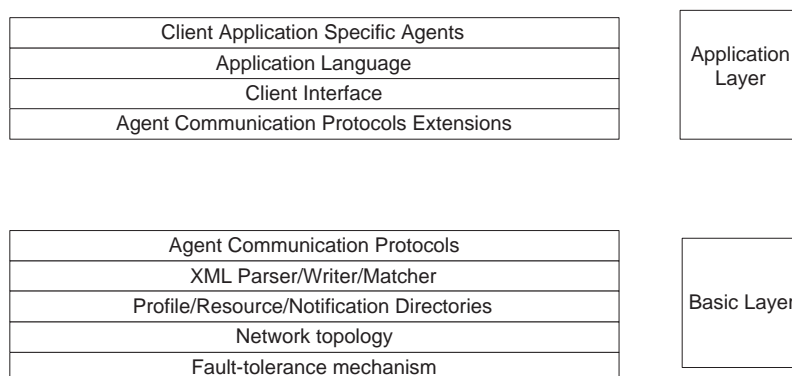 Client Application Specific Agents
Application Language
Client Interface
Agent Communication Protocols Extensions
Application
Layer
Agent Communication Protocols
XML Parser/Writer/Matcher
Profile/Resource/Notification Directories
Network topology
Fault-tolerance mechanism
Basic Layer